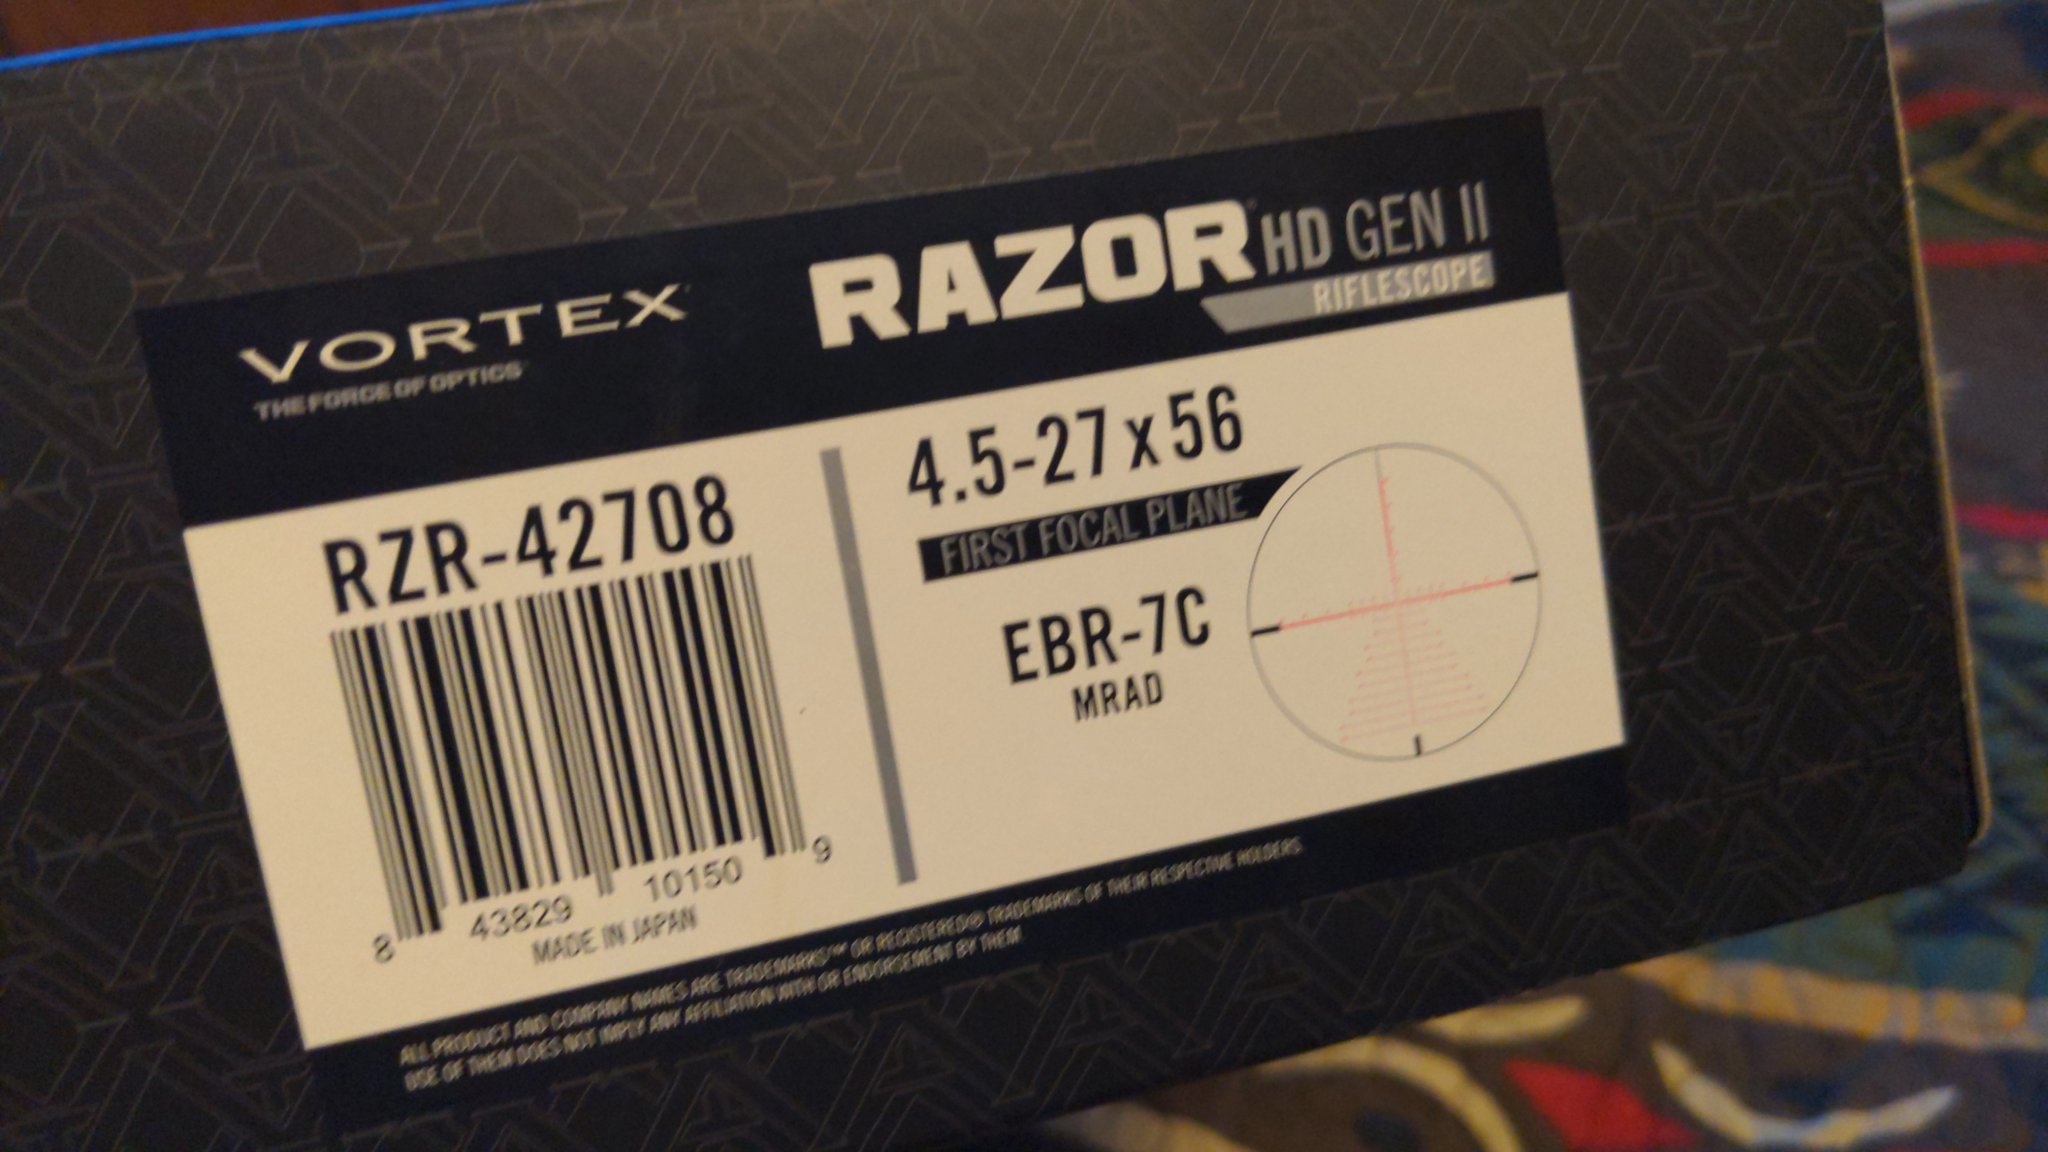 VORTEX
THE FORCE OF OPTICS
RAZOR HD GEN II
RIFLESCOPE
RZR-42708
8 43829 10150 9
MADE IN JAPAN
4.5-27x56
FIRST FOCAL PLANE
EBR-7C
MRAD
ALL PRODUCT AND COMPANY NAMES ARE TRADEMARKS™ OR REGISTERED® TRADEMARKS OF THEIR RESPECTIVE HOLDERS.
USE OF THEM DOES NOT IMPLY ANY AFFILIATION WITH OR ENDORSEMENT BY THEM.